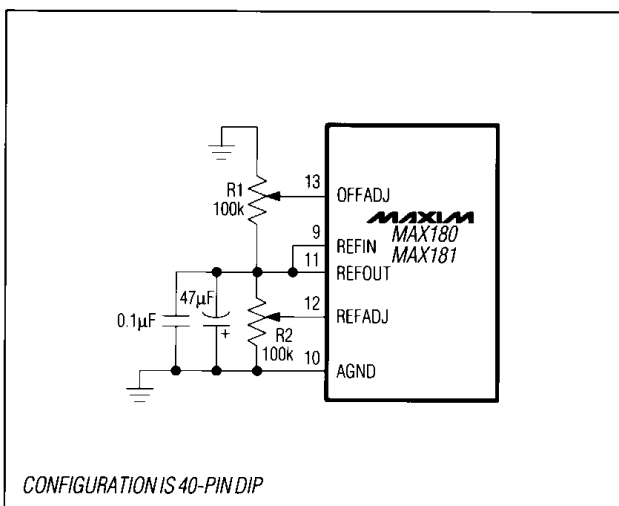 R1
100k
13
OFFADJ
MAXIM
MAX180
MAX181
9
REFIN
11
REFOUT
47µF
0.1µF
+
12
REFADJ
R2
100k
10
AGND
CONFIGURATION IS 40-PIN DIP